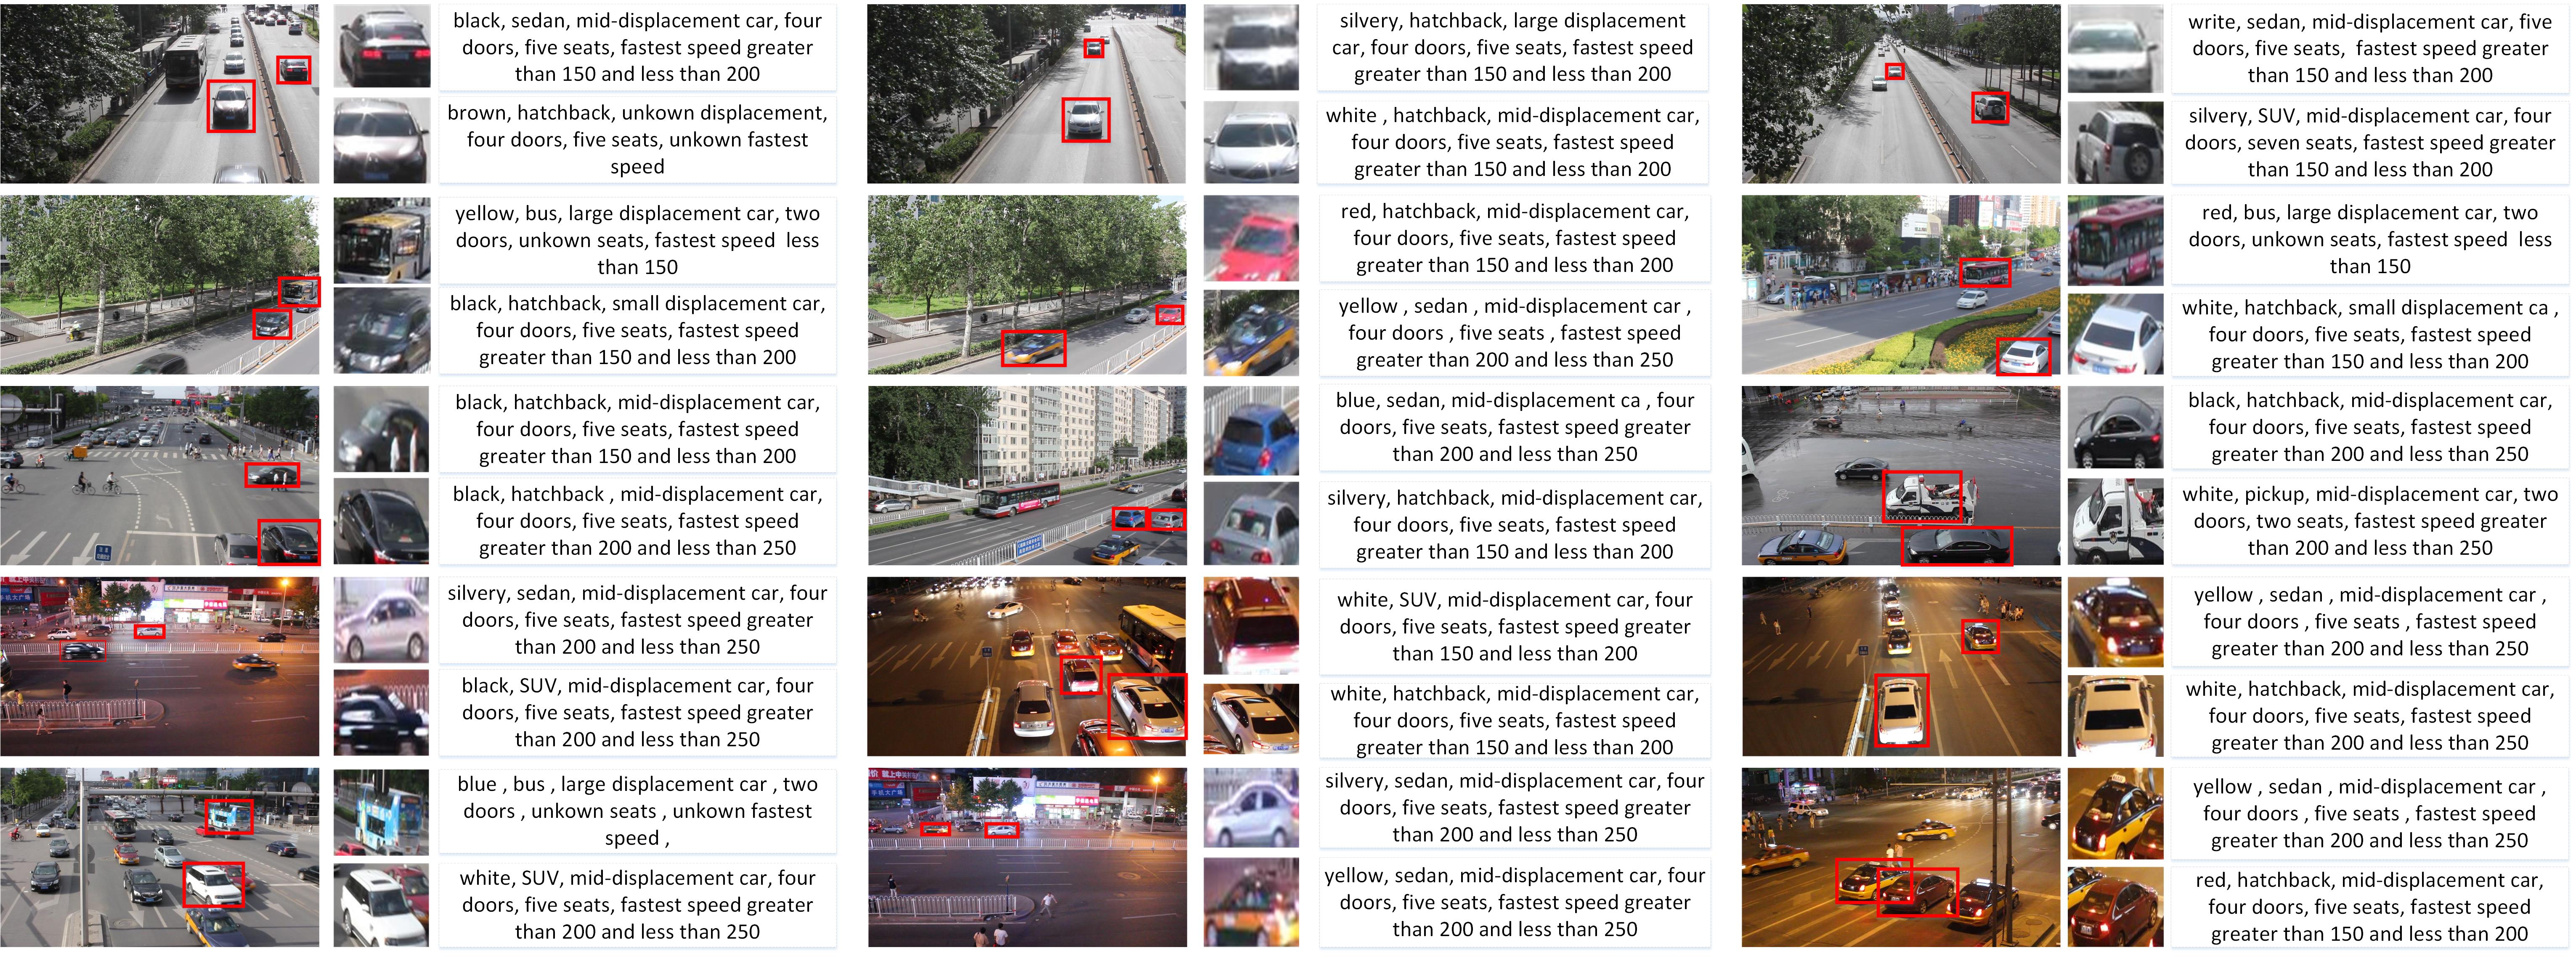 black, sedan, mid-displacement car, four
doors, five seats, fastest speed greater
than 150 and less than 200
brown, hatchback, unkown displacement,
four doors, five seats, unkown fastest
speed
silvery, hatchback, large displacement
car, four doors, five seats, fastest speed
greater than 150 and less than 200
white , hatchback, mid-displacement car,
four doors, five seats, fastest speed
greater than 150 and less than 200
write, sedan, mid-displacement car, five
doors, five seats, fastest speed greater
than 150 and less than 200
silvery, SUV, mid-displacement car, four
doors, seven seats, fastest speed greater
than 150 and less than 200
yellow, bus, large displacement car, two
doors, unkown seats, fastest speed less
than 150
black, hatchback, small displacement car,
four doors, five seats, fastest speed
greater than 150 and less than 200
red, hatchback, mid-displacement car,
four doors, five seats, fastest speed
greater than 150 and less than 200
yellow , sedan , mid-displacement car ,
four doors , five seats , fastest speed
greater than 200 and less than 250
red, bus, large displacement car, two
doors, unkown seats, fastest speed less
than 150
white, hatchback, small displacement ca ,
four doors, five seats, fastest speed
greater than 150 and less than 200
black, hatchback, mid-displacement car,
four doors, five seats, fastest speed
greater than 150 and less than 200
black, hatchback , mid-displacement car,
four doors, five seats, fastest speed
greater than 200 and less than 250
blue, sedan, mid-displacement ca , four
doors, five seats, fastest speed greater
than 200 and less than 250
silvery, hatchback, mid-displacement car,
four doors, five seats, fastest speed
greater than 150 and less than 200
black, hatchback, mid-displacement car,
four doors, five seats, fastest speed
greater than 200 and less than 250
white, pickup, mid-displacement car, two
doors, two seats, fastest speed greater
than 200 and less than 250
silvery, sedan, mid-displacement car, four
doors, five seats, fastest speed greater
than 200 and less than 250
black, SUV, mid-displacement car, four
doors, five seats, fastest speed greater
than 200 and less than 250
white, SUV, mid-displacement car, four
doors, five seats, fastest speed greater
than 150 and less than 200
white, hatchback, mid-displacement car,
four doors, five seats, fastest speed
greater than 150 and less than 200
yellow , sedan , mid-displacement car ,
four doors , five seats , fastest speed
greater than 200 and less than 250
white, hatchback, mid-displacement car,
four doors, five seats, fastest speed
greater than 200 and less than 250
blue , bus , large displacement car , two
doors , unkown seats , unkown fastest
speed ,
white, SUV, mid-displacement car, four
doors, five seats, fastest speed greater
than 200 and less than 250
silvery, sedan, mid-displacement car, four
doors, five seats, fastest speed greater
than 200 and less than 250
yellow, sedan, mid-displacement car, four
doors, five seats, fastest speed greater
than 200 and less than 250
yellow , sedan , mid-displacement car ,
four doors , five seats , fastest speed
greater than 200 and less than 250
red, hatchback, mid-displacement car,
four doors, five seats, fastest speed
greater than 150 and less than 200